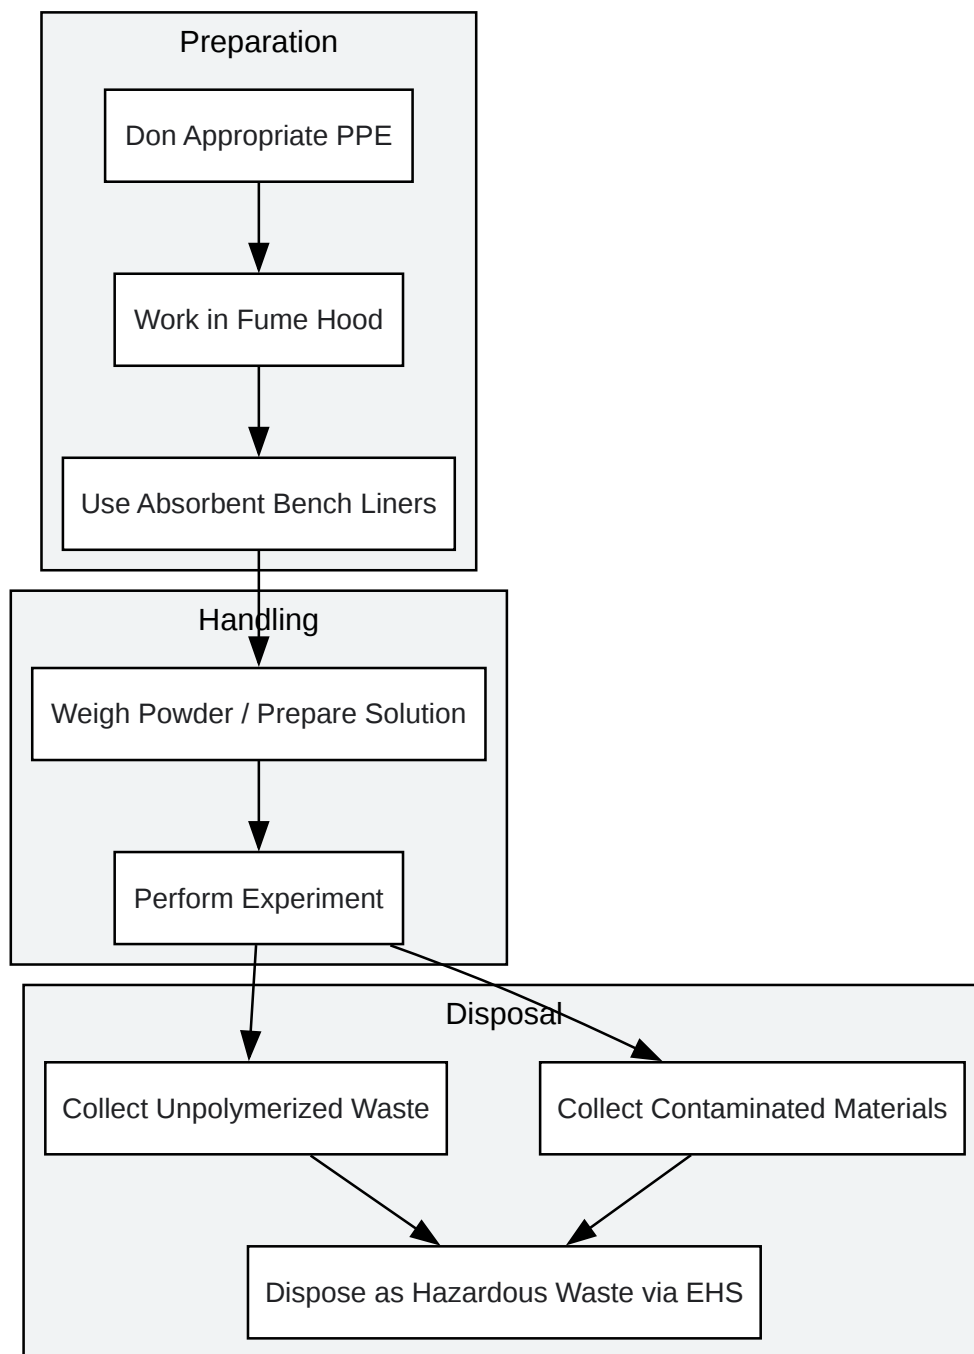 Preparation
Don Appropriate PPE
Work in Fume Hood
Use Absorbent Bench Liners
Handling
Weigh Powder / Prepare Solution
Perform Experiment
Disposal
Collect Unpolymerized Waste
Collect Contaminated Materials
Dispose as Hazardous Waste via EHS